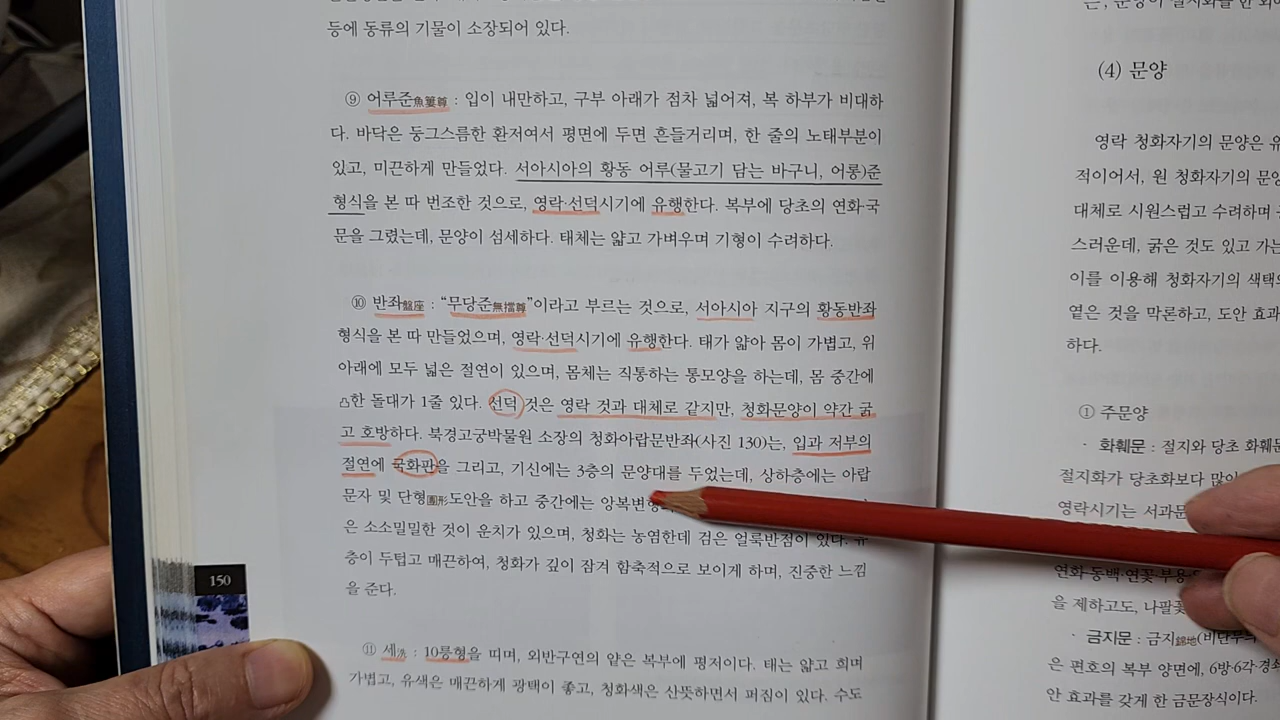 등에 동류의 기물이 소장되어 있다.
⑨ 어루준魚簍尊 : 입이 내만하고, 구부 아래가 점차 넓어져, 복 하부가 비대하
다. 바닥은 둥그스름한 환저여서 평면에 두면 흔들거리며, 한 줄의 노태부분이
있고, 미끈하게 만들었다. 서아시아의 황동 어루(물고기 담는 바구니, 어롱)준
형식을 본 따 번조한 것으로, 영락·선덕시기에 유행한다. 복부에 당초의 연화국
문을 그렸는데, 문양이 섬세하다. 태체는 얇고 가벼우며 기형이 수려하다.
⑩ 반좌盤座 : “무당준無擋尊”이라고 부르는 것으로, 서아시아 지구의 황동반좌
형식을 본 따 만들었으며, 영락·선덕시기에 유행한다. 태가 얇아 몸이 가볍고, 위
아래에 모두 넓은 절연이 있으며, 몸체는 직통하는 통모양을 하는데, 몸 중간에
凸한 돌대가 1줄 있다. 선덕 것은 영락 것과 대체로 같지만, 청화문양이 약간 굵
고 호방하다. 북경고궁박물원 소장의 청화아랍문반좌(사진 130)는, 입과 저부의
절연에 국화판을 그리고, 기신에는 3층의 문양대를 두었는데, 상하층에는 아랍
문자 및 단형團形도안을 하고 중간에는 앙복변형
은 소소밀밀한 것이 운치가 있으며, 청화는 농염한데 검은 얼룩반점이 있다. 유
층이 두텁고 매끈하여, 청화가 깊이 잠겨 함축적으로 보이게 하며, 진중한 느낌
을 준다.
⑪ 세洗 : 10릉형을 띠며, 외반구연의 얕은 복부에 평저이다. 태는 얇고 희며
가볍고, 유색은 매끈하게 광택이 좋고, 청화색은 산뜻하면서 퍼짐이 있다. 수도
150
(4) 문양
영락 청화자기의 문양은
적이어서, 원 청화자기의
대체로 시원스럽고 수려하며
스러운데, 굵은 것도 있고
이를 이용해 청화자기의
옅은 것을 막론하고, 도안 효과
하다.
① 주문양
· 화훼문 : 절지와 당초
절지화가 당초화보다
영락시기는
연화·동백·연꽃·부용
을 제하고도,
· 금지문 : 금지錦地
은 편호의 복부 양면에, 6방·6각
안 효과를 갖게 한 금문장식이다.